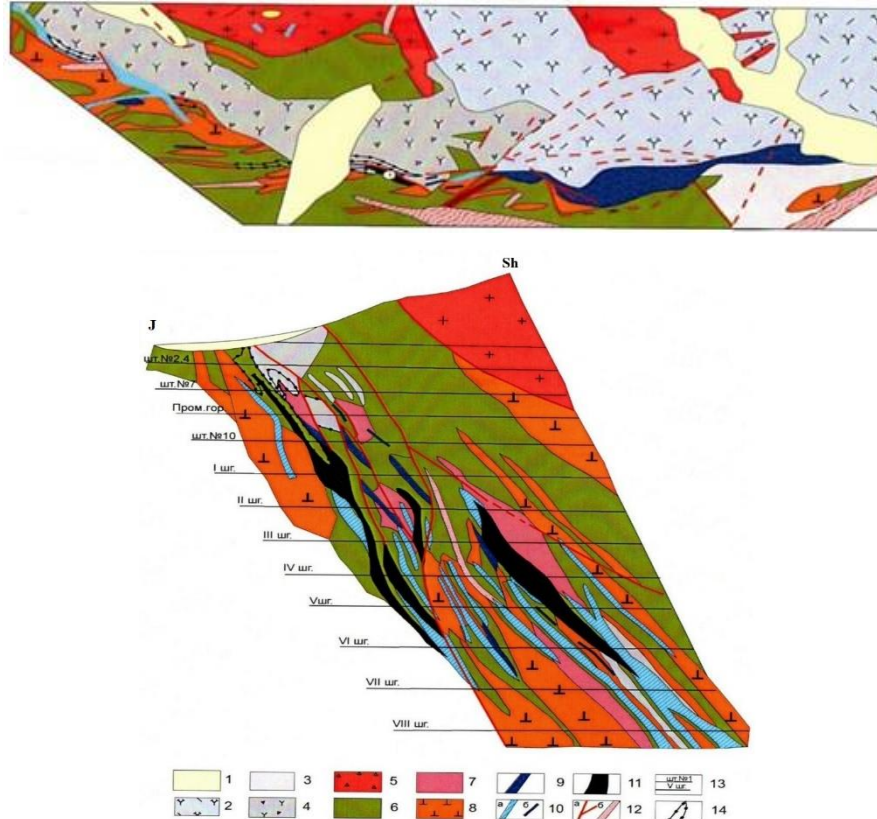 Sh
J
шт.№2,4
шт.№7
Пром.гор.
шт.№10
I шг.
II шг.
III шг.
IV шг.
Vшг.
VI шг.
VII шг.
VIII шг.
1 3 5 7 а б 9 11 шт.№1 V шг. 13
2 4 6 8 а б 10 а б 12 14